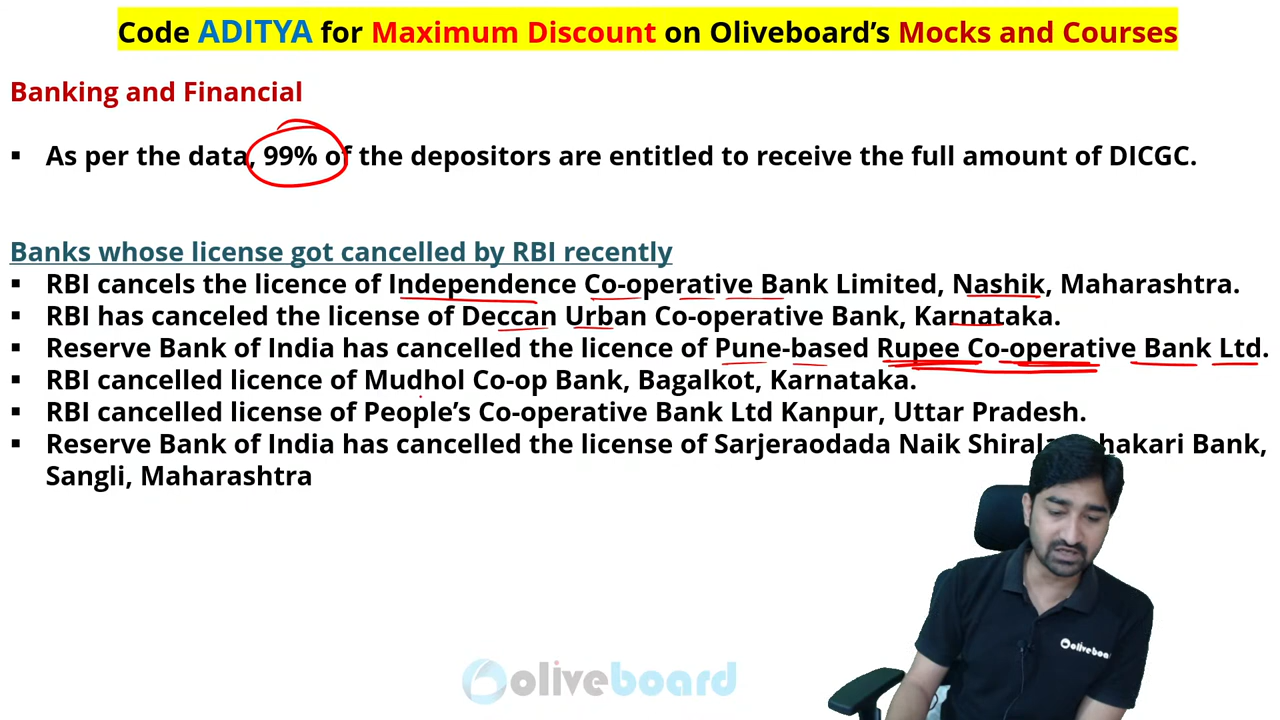 Code ADITYA for Maximum Discount on Oliveboard’s Mocks and Courses
Banking and Financial
▪ As per the data, 99% of the depositors are entitled to receive the full amount of DICGC.
Banks whose license got cancelled by RBI recently
▪ RBI cancels the licence of Independence Co-operative Bank Limited, Nashik, Maharashtra.
▪ RBI has canceled the license of Deccan Urban Co-operative Bank, Karnataka.
▪ Reserve Bank of India has cancelled the licence of Pune-based Rupee Co-operative Bank Ltd.
▪ RBI cancelled licence of Mudhol Co-op Bank, Bagalkot, Karnataka.
▪ RBI cancelled license of People’s Co-operative Bank Ltd Kanpur, Uttar Pradesh.
▪ Reserve Bank of India has cancelled the license of Sarjeraodada Naik Bank,
Sangli, Maharashtra
Oliveboard
oliveboard